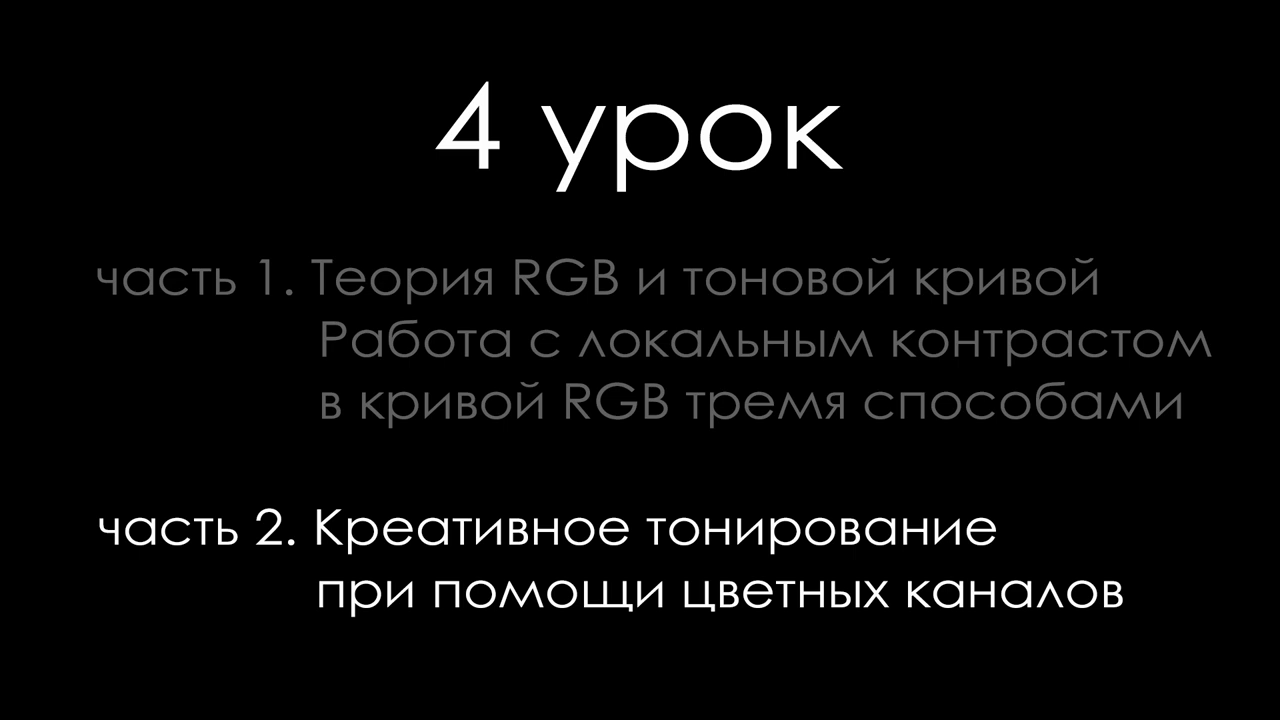 4 урок
часть 1. Теория RGB и тоновой кривой
Работа с локальным контрастом
в кривой RGB тремя способами
часть 2. Креативное тонирование
при помощи цветных каналов